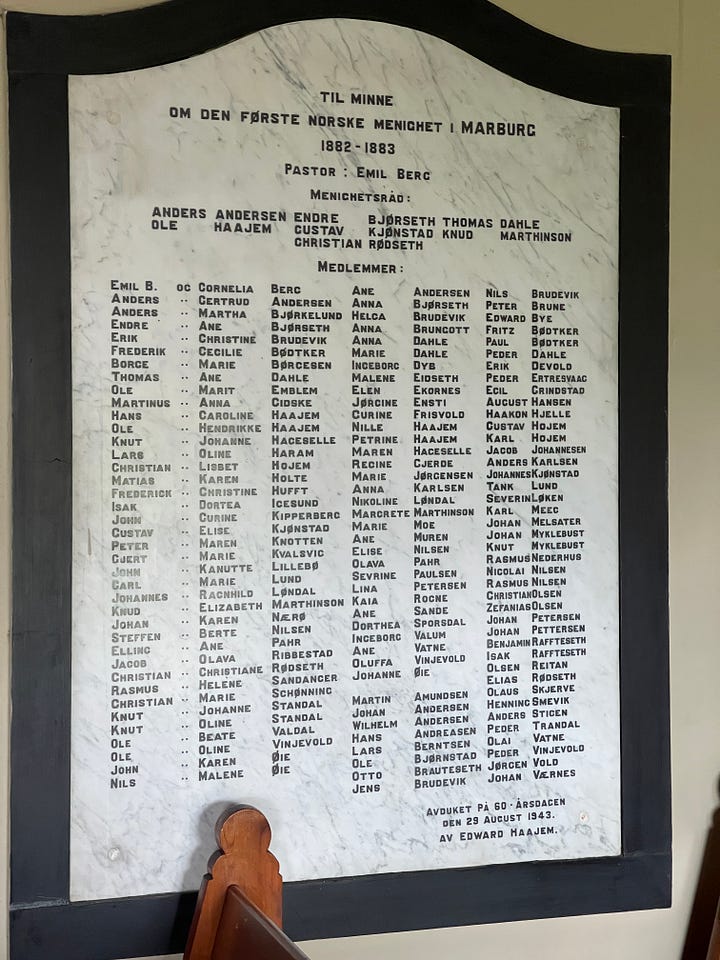 TIL MINNE
OM DEN FØRSTE NORSKE MENIGHET I MARBURG
1882-1883
PASTOR : EMIL BERG
MENIGHETSRÅD:
ANDERS ANDERSEN ENDRE BJØRSETH THOMAS DAHLE
OLE HAAJEM GUSTAV KJØNSTAD KNUD MARTHINSON
CHRISTIAN RØDSETH
MEDLEMMER:
EMIL B. OG CORNELIA BERG
ANDERS ·· GERTRUD ANDERSEN
ANDERS ·· MARTHA BJØRKELUND
ENDRE ·· ANE BJØRSETH
ERIK ·· CHRISTINE BRUDEVIK
FREDERIK ·· CECILIE BØDTKER
BORGE ·· MARIE BØRGESEN
THOMAS ·· ANE DAHLE
OLE ·· MARIT EMBLEM
MARTINUS ·· ANNA GIDSKE
HANS ·· CAROLINE HAAJEM
OLE ·· HENDRIKKE HAAJEM
KNUT ·· JOHANNE HAGESELLE
LARS ·· OLINE HARAM
CHRISTIAN ·· LISBET HOJEM
MATIAS ·· KAREN HOLTE
FREDERICK ·· CHRISTINE HUFFT
ISAK ·· DORTEA IGESUND
JOHN ·· GURINE KIPPERBERG
GUSTAV ·· ELISE KJØNSTAD
PETER ·· MAREN KNOTTEN
GJERT ·· MARIE KVALSVIG
JOHN ·· KANUTTE LILLEBØ
CARL ·· MARIE LUND
JOHANNES ·· RAGNHILD LØNDAL
KNUD ·· ELIZABETH MARTHINSON
JOHAN ·· KAREN NÆRØ
STEFFEN ·· BERTE NILSEN
ELLING ·· ANE PAHR
JACOB ·· OLAVA RIBBESTAD
CHRISTIAN ·· CHRISTIANE RØDSETH
RASMUS ·· HELENE SANDANGER
CHRISTIAN ·· MARIE SCHØNNING
KNUT ·· JOHANNE STANDAL
KNUT ·· OLINE STANDAL
OLE ·· BEATE VALDAL
OLE ·· OLINE VINJEVOLD
JOHN ·· KAREN ØIE
NILS ·· MALENE ØIE
ANE ANDERSEN
ANNA BJØRSETH
HELGA BRUDEVIK
ANNA BRUNGOTT
ANNA DAHLE
MARIE DAHLE
INGEBORG DYB
MALENE EIDSETH
ELEN EKORNES
JØRGINE ENSTI
GURINE FRISVOLD
NILLE HAAJEM
PETRINE HAAJEM
MAREN HAGESELLE
REGINE GJERDE
MARIE JØRGENSEN
ANNA KARLSEN
NIKOLINE LØNDAL
MARGRETE MARTHINSON
MARIE MOE
ANE MUREN
ELISE NILSEN
OLAVA PAHR
SEVRINE PAULSEN
LINA PETERSEN
KAIA ROGNE
ANE SANDE
DORTHEA SPORSDAL
INGEBORG VALUM
ANE VATNE
OLUFFA VINJEVOLD
JOHANNE ØIE
MARTIN AMUNDSEN
JOHAN ANDERSEN
WILHELM ANDERSEN
HANS ANDREASEN
LARS BERNTSEN
OLE BJØRNSTAD
OTTO BRAUTESETH
JENS BRUDEVIK
NILS BRUDEVIK
PETER BRUNE
EDWARD BYE
FRITZ BØDTKER
PAUL BØDTKER
PEDER DAHLE
ERIK DEVOLD
PEDER ERTRESVAAG
EGIL GRINDSTAD
AUGUST HANSEN
HAAKON HJELLE
GUSTAV HOJEM
KARL HOJEM
JACOB JOHANNESEN
ANDERS KARLSEN
JOHANNES KJØNSTAD
TANK LUND
SEVERIN LØKEN
KARL MEEG
JOHAN MELSATER
JOHAN MYKLEBUST
KNUT MYKLEBUST
RASMUS NEDERHUS
NICOLAI NILSEN
RASMUS NILSEN
CHRISTIAN OLSEN
ZEFANIAS OLSEN
JOHAN PETERSEN
JOHAN PETTERSEN
BENJAMIN RAFFTESETH
ISAK RAFFTESETH
OLSEN REITAN
ELIAS RØDSETH
OLAUS SKJERVE
HENNING SMEVIK
ANDERS STIGEN
PEDER TRANDAL
OLAI VATNE
PEDER VINJEVOLD
JØRGEN VOLD
JOHAN VÆRNES
AVDUKET PÅ 60-ÅRSDAGEN
DEN 29 AUGUST 1943.
AV EDWARD HAAJEM.